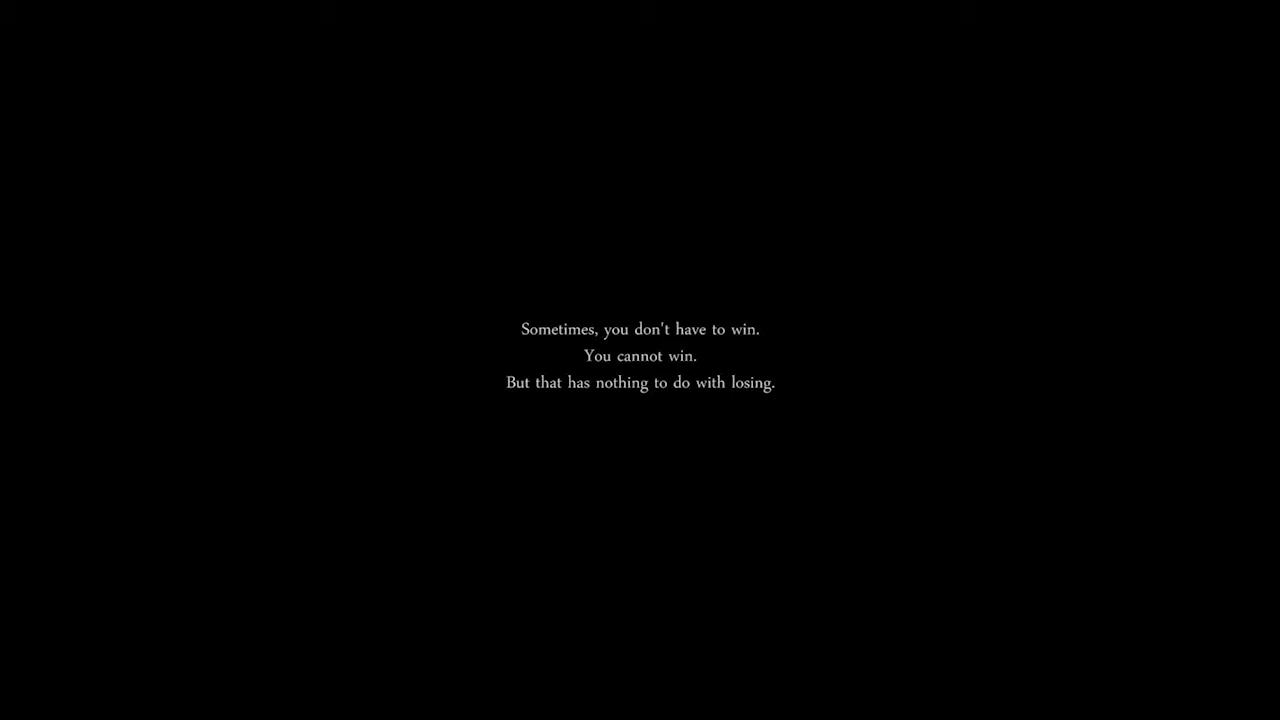 Sometimes, you don't have to win.
You cannot win.
But that has nothing to do with losing.